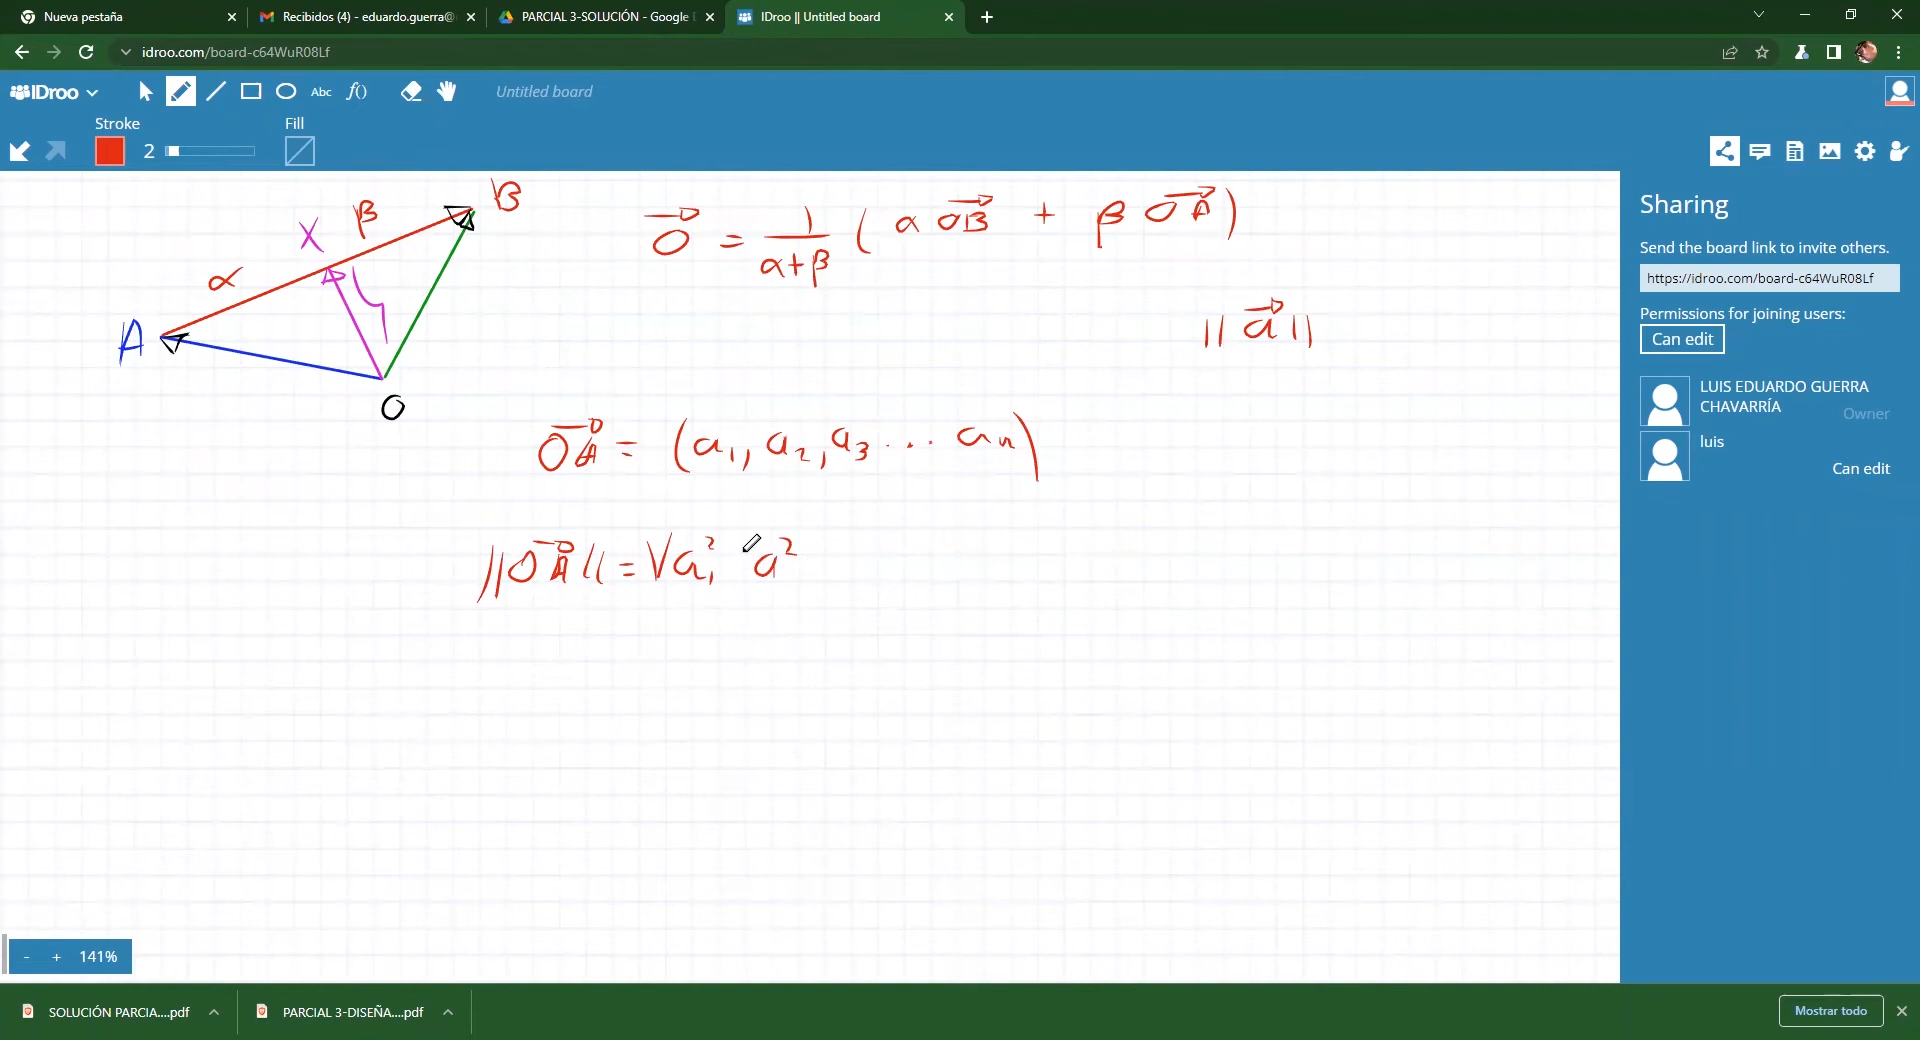 Nueva pestaña
Recibidos (4) - eduardo.guerra@
PARCIAL 3-SOLUCIÓN - Google
IDroo || Untitled board
idroo.com/board-c64WuR08Lf
IDroo
Abc
f()
Untitled board
Stroke
Fill
2
Sharing
Send the board link to invite others.
https://idroo.com/board-c64WuR08Lf
Permissions for joining users:
Can edit
LUIS EDUARDO GUERRA
CHAVARRÍA
Owner
luis
Can edit
B
β
X
α
A
O
O⃗ = 1/(α+β) ( α OB⃗ + β OA⃗ )
|| a⃗ ||
OA⃗ = (a₁, a₂, a₃ ... aₙ)
||OA⃗|| = √a₁² a²
- + 141%
SOLUCIÓN PARCIA....pdf
PARCIAL 3-DISEÑA....pdf
Mostrar todo